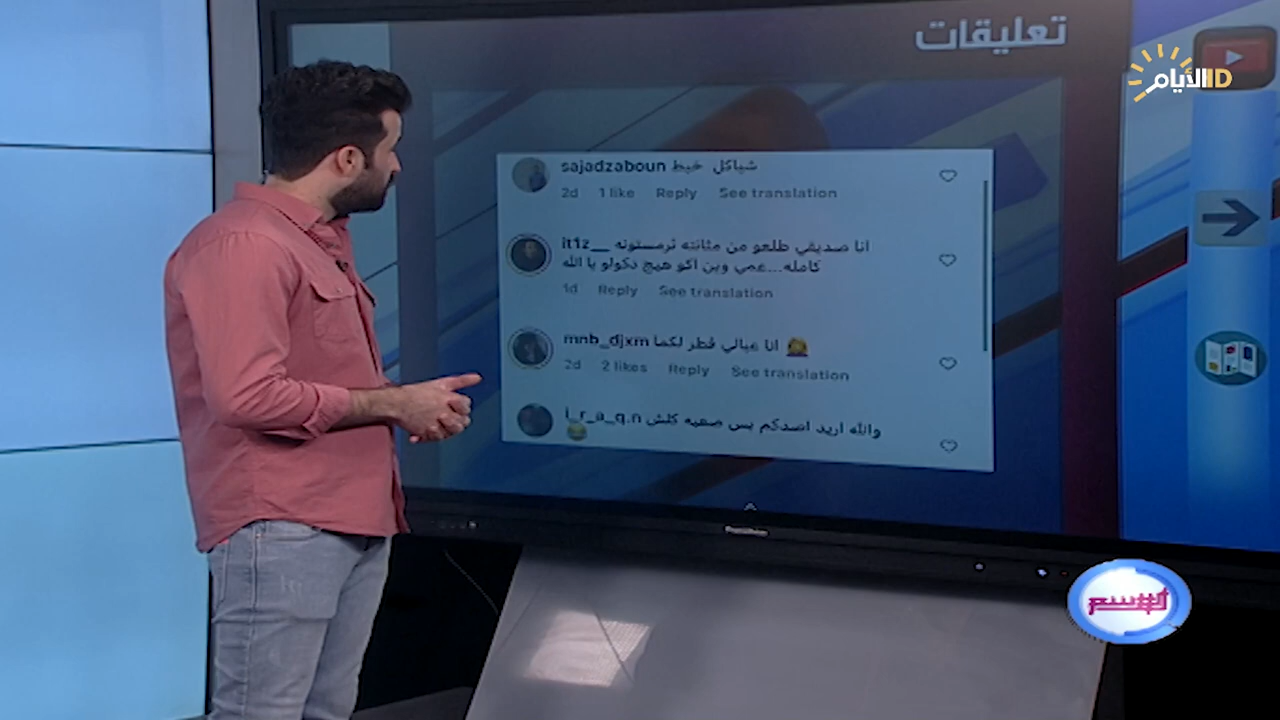 تعليقات
الأيام HD
sajadzaboun شياكل خبط
2d 1 like Reply See translation
it1z__ انا صديقي طلعو من مثانته ترمستونه
كامله...عمي وين اكو هيج دكولو يا الله
1d Reply See translation
mnb_djxm انا عبالي قطر لكما 🤦
2d 2 likes Reply See translation
i_r_a_q.n والله اريد اصدكم بس صعبه كلش
😂